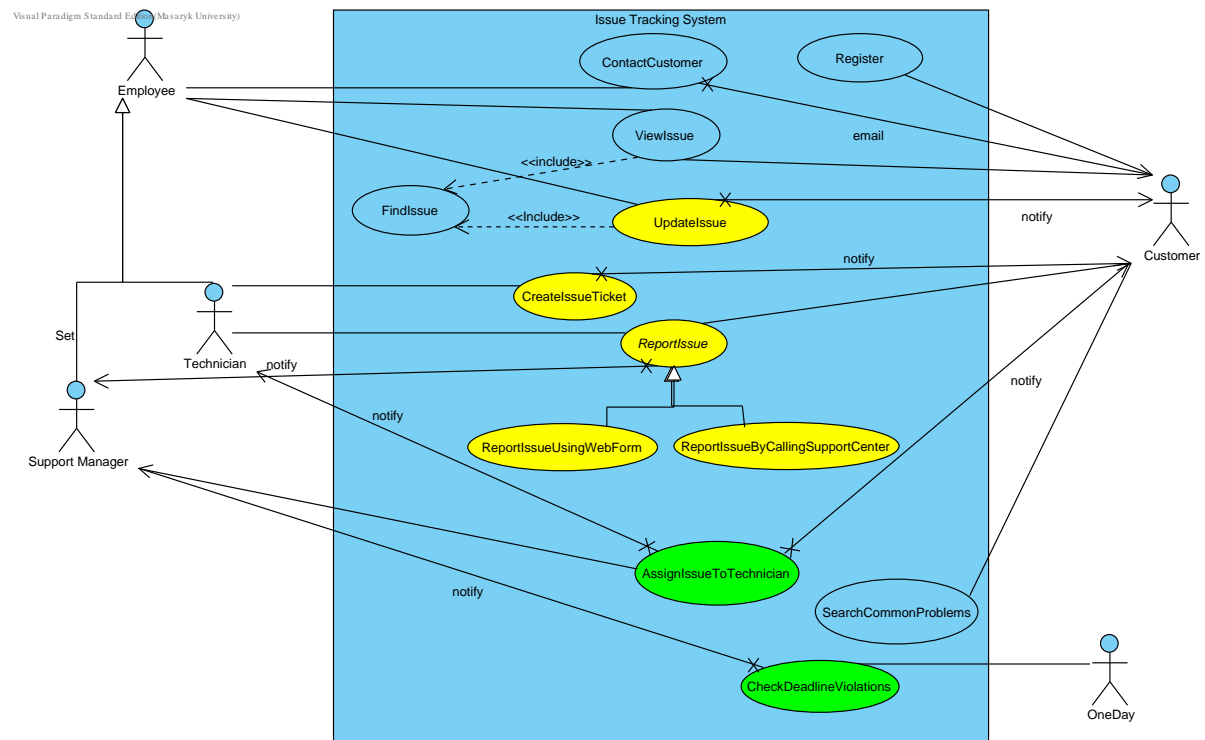 Visual Paradigm Standard Edition(Masaryk University)
Issue Tracking System
ContactCustomer
Register
Employee
ViewIssue
email
<<include>>
FindIssue
<<Include>>
UpdateIssue
notify
Customer
notify
CreateIssueTicket
Set
Technician
ReportIssue
notify
notify
notify
ReportIssueUsingWebForm
ReportIssueByCallingSupportCenter
Support Manager
AssignIssueToTechnician
notify
SearchCommonProblems
CheckDeadlineViolations
OneDay